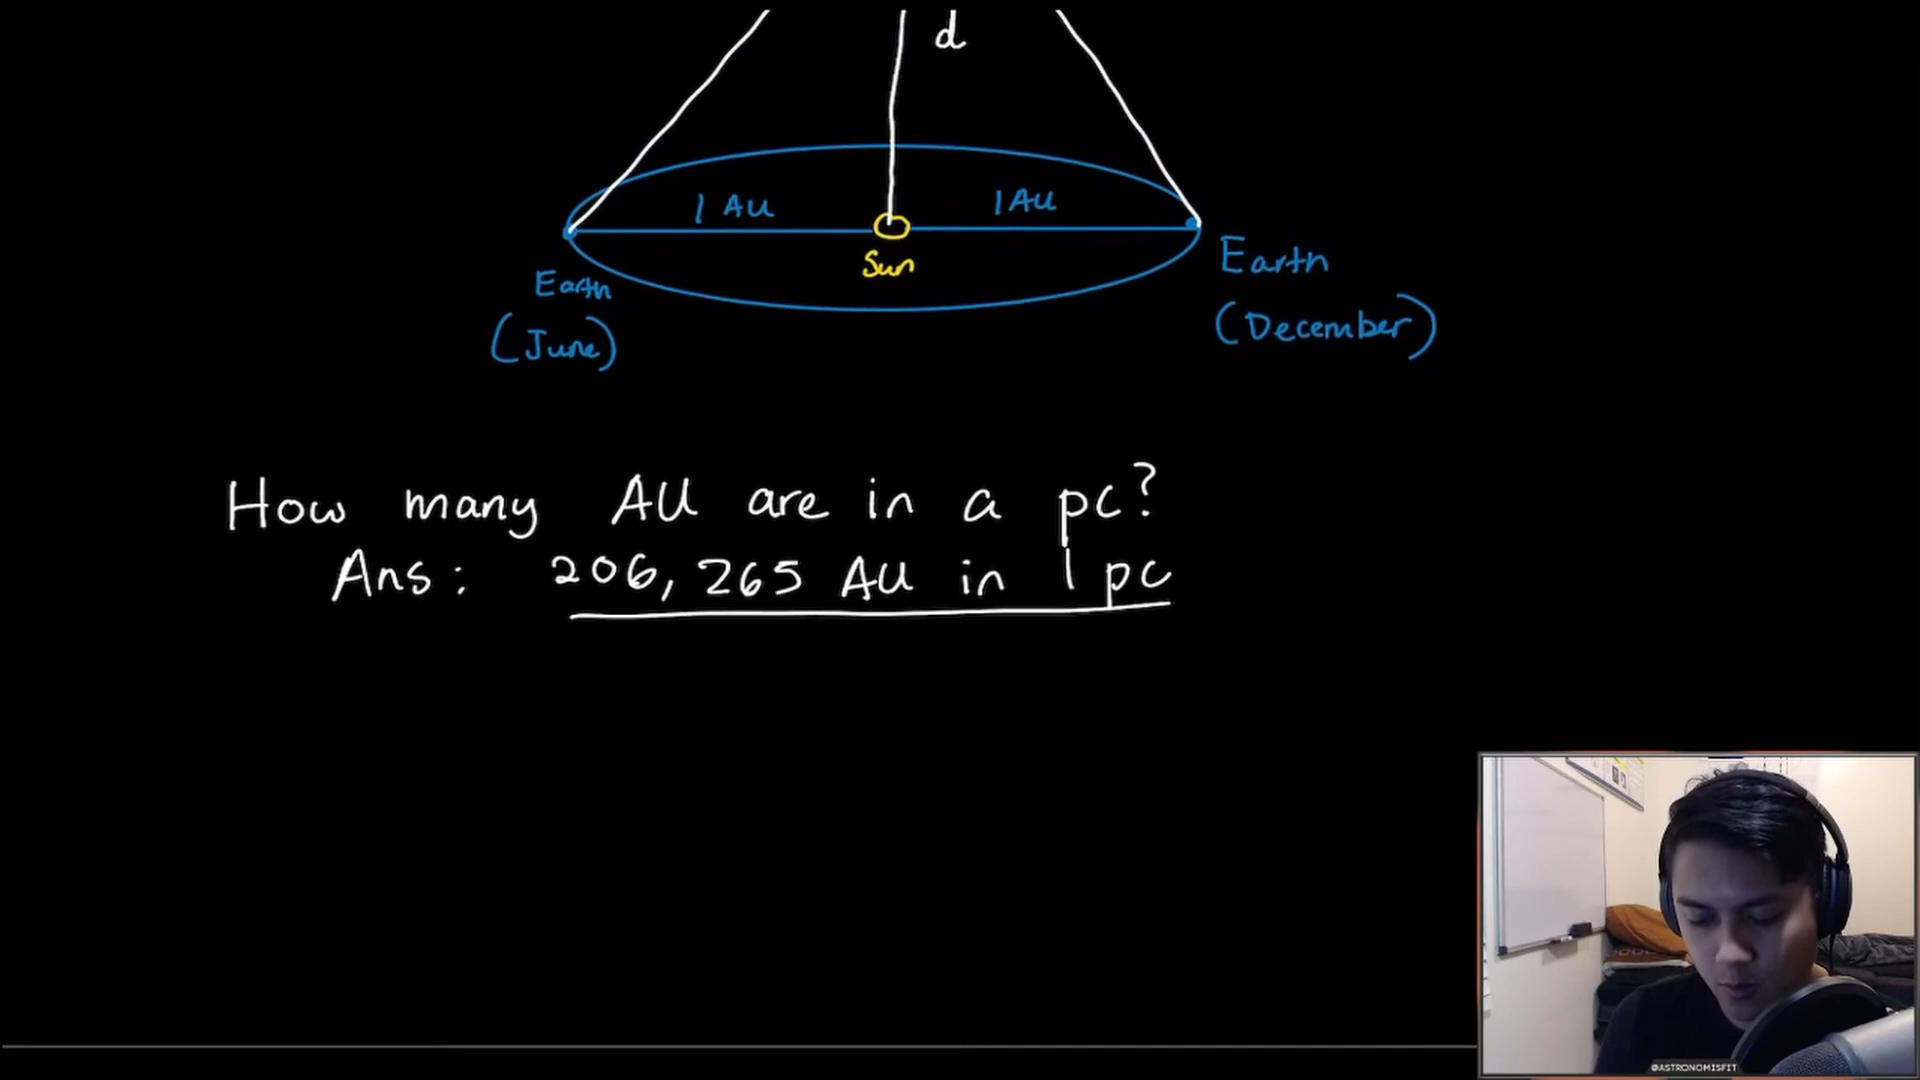 d
1 AU
1 AU
Sun
Earth
(June)
Earth
(December)
How many AU are in a pc?
Ans: 206,265 AU in 1 pc
@ASTRONOMISFIT